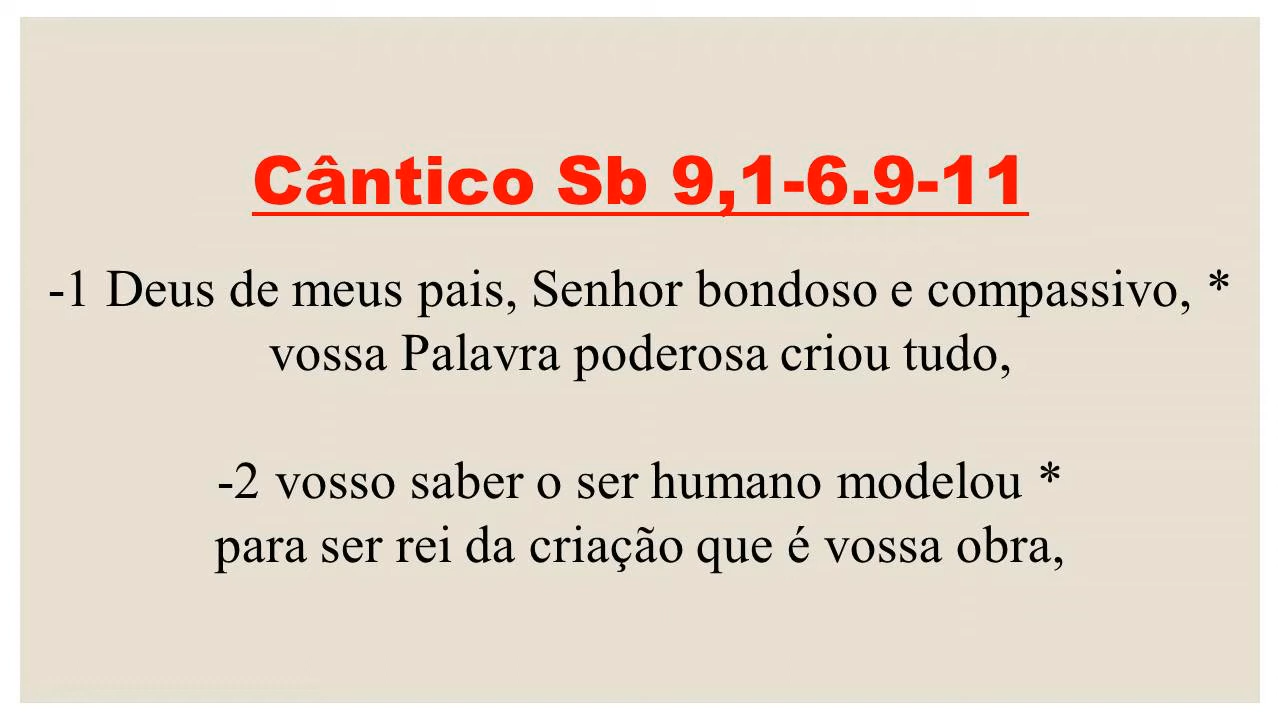 Cântico Sb 9,1-6.9-11
-1 Deus de meus pais, Senhor bondoso e compassivo, *
vossa Palavra poderosa criou tudo,
-2 vosso saber o ser humano modelou *
para ser rei da criação que é vossa obra,